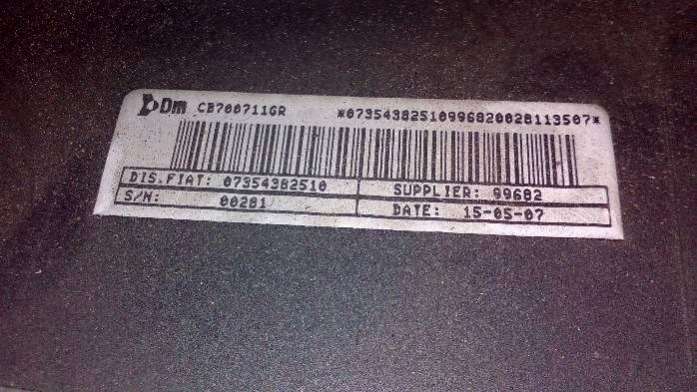 Dm CB700711GR *07354382510996820028113507*
DIS.FIAT: 07354382510 SUPPLIER: 99682
S/N: 00281 DATE: 15-05-07